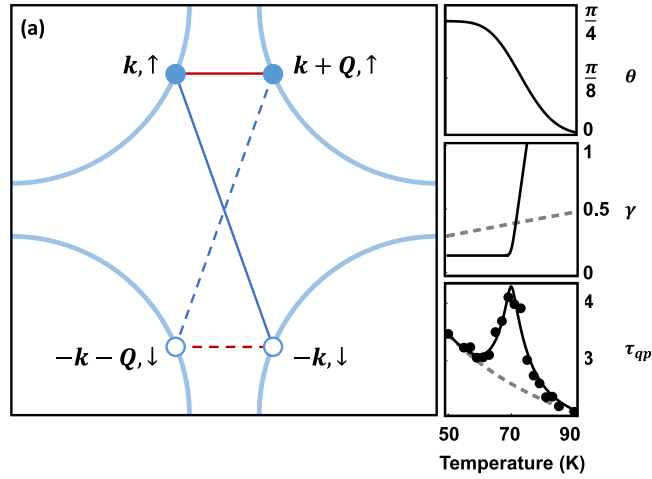 (a)
k, ↑
k + Q, ↑
−k − Q, ↓
−k, ↓
π/4
π/8
θ
0
1
0.5
γ
0
4
3
τqp
50
70
90
Temperature (K)